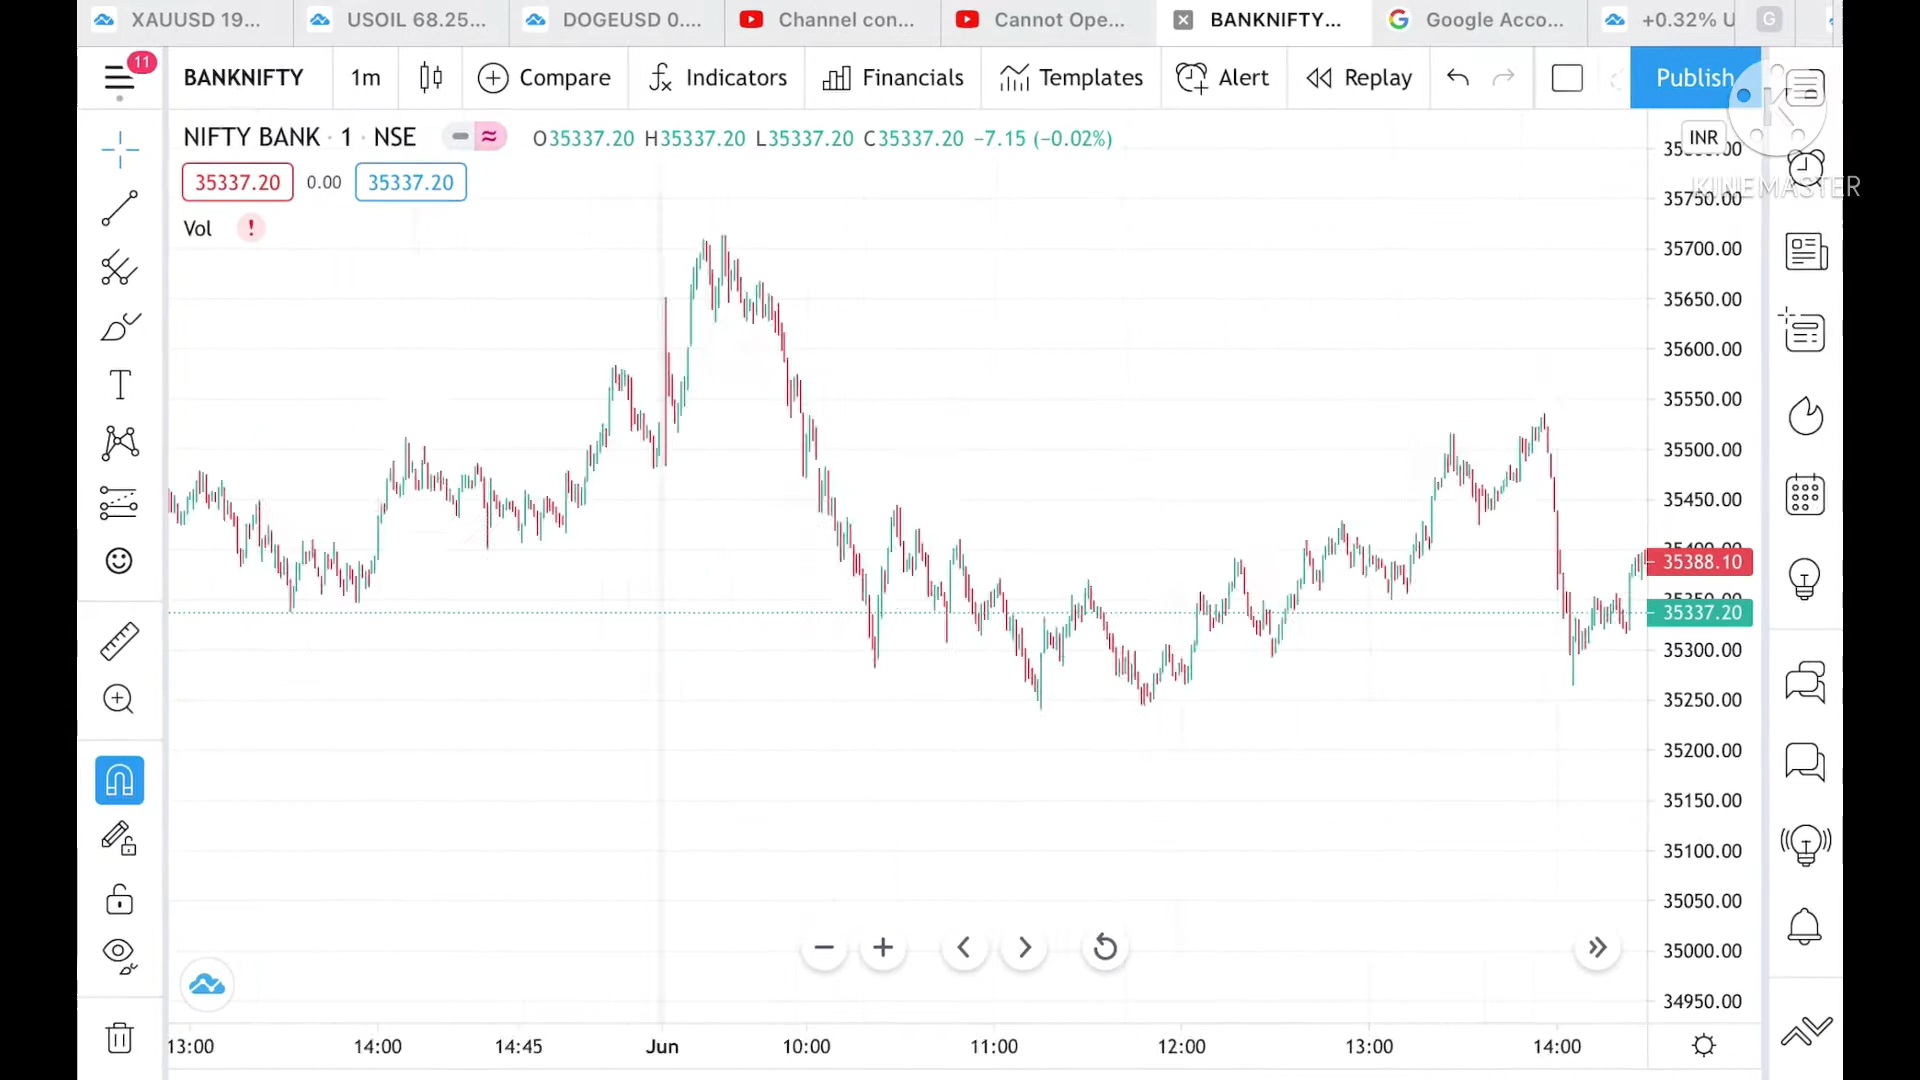 XAUUSD 19... USOIL 68.25... DOGEUSD 0.... Channel con... Cannot Ope... BANKNIFTY... Google Acco... +0.32% U G
11
BANKNIFTY 1m Compare Indicators Financials Templates Alert Replay Publish
NIFTY BANK · 1 · NSE O35337.20 H35337.20 L35337.20 C35337.20 −7.15 (−0.02%)
INR
35337.20 0.00 35337.20
KINEMASTER
Vol !
35750.00
35700.00
35650.00
35600.00
35550.00
35500.00
35450.00
35400.00
35388.10
35350.00
35337.20
35300.00
35250.00
35200.00
35150.00
35100.00
35050.00
35000.00
34950.00
13:00 14:00 14:45 Jun 10:00 11:00 12:00 13:00 14:00